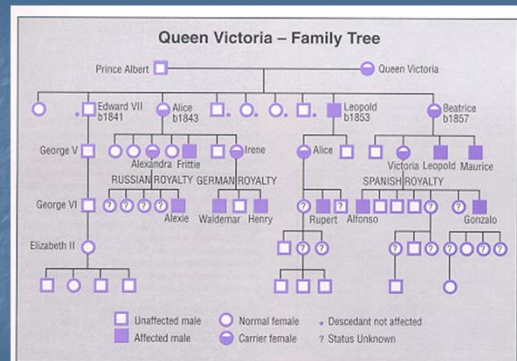 Queen Victoria – Family Tree
Prince Albert Queen Victoria
Edward VII Alice Leopold Beatrice
b1841 b1843 b1853 b1857
George V Alexandra Frittie Irene Alice Victoria Leopold Maurice
RUSSIAN ROYALTY GERMAN ROYALTY SPANISH ROYALTY
George VI ? ? ? ? Alexie Waldemar Henry ? Rupert ? Alfonso ? ? Gonzalo
Elizabeth II ? ? ? ? ? ? ? ?
Unaffected male Normal female * Descedant not affected
Affected male Carrier female ? Status Unknown